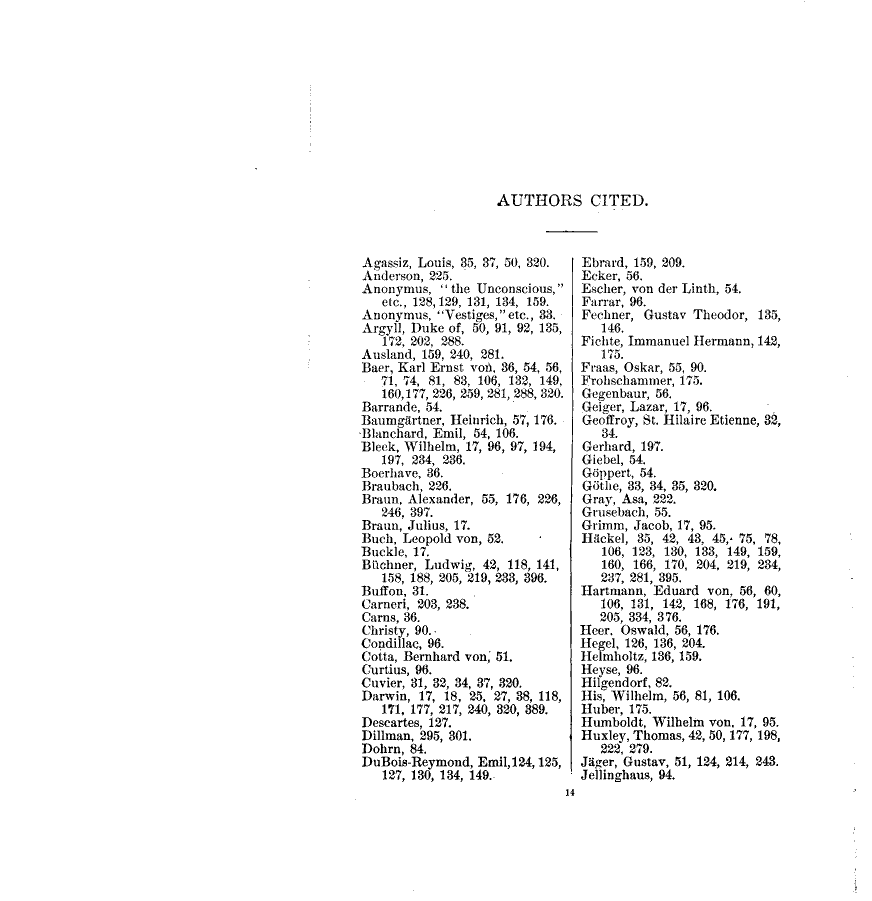 AUTHORS CITED.
Agassiz, Louis, 35, 37, 50, 320.
Anderson, 225.
Anonymus, "the Unconscious,"
etc., 128, 129, 131, 134, 159.
Anonymus, "Vestiges," etc., 33.
Argyll, Duke of, 50, 91, 92, 135,
172, 202, 288.
Ausland, 159, 240, 281.
Baer, Karl Ernst von, 36, 54, 56,
71, 74, 81, 83, 106, 132, 149,
160, 177, 226, 259, 281, 288, 320.
Barrande, 54.
Baumgärtner, Heinrich, 57, 176.
Blanchard, Emil, 54, 106.
Bleek, Wilhelm, 17, 96, 97, 194,
197, 234, 236.
Boerhave, 36.
Braubach, 226.
Braun, Alexander, 55, 176, 226,
246, 397.
Braun, Julius, 17.
Buch, Leopold von, 52.
Buckle, 17.
Büchner, Ludwig, 42, 118, 141,
158, 188, 205, 219, 233, 396.
Buffon, 31.
Carneri, 203, 238.
Carns, 36.
Christy, 90.
Condillac, 96.
Cotta, Bernhard von, 51.
Curtius, 96.
Cuvier, 31, 32, 34, 37, 320.
Darwin, 17, 18, 25, 27, 38, 118,
171, 177, 217, 240, 320, 389.
Descartes, 127.
Dillman, 295, 301.
Dohrn, 84.
DuBois-Reymond, Emil, 124, 125,
127, 130, 134, 149.
Ebrard, 159, 209.
Ecker, 56.
Escher, von der Linth, 54.
Farrar, 96.
Fechner, Gustav Theodor, 135,
146.
Fichte, Immanuel Hermann, 142,
175.
Fraas, Oskar, 55, 90.
Frohschammer, 175.
Gegenbaur, 56.
Geiger, Lazar, 17, 96.
Geoffroy, St. Hilaire Etienne, 32,
34.
Gerhard, 197.
Giebel, 54.
Göppert, 54.
Göthe, 33, 34, 35, 320.
Gray, Asa, 222.
Grusebach, 55.
Grimm, Jacob, 17, 95.
Häckel, 35, 42, 43, 45, 75, 78,
106, 123, 130, 133, 149, 159,
160, 166, 170, 204, 219, 234,
237, 281, 395.
Hartmann, Eduard von, 56, 60,
106, 131, 142, 168, 176, 191,
205, 334, 376.
Heer, Oswald, 56, 176.
Hegel, 126, 136, 204.
Helmholtz, 136, 159.
Heyse, 96.
Hilgendorf, 82.
His, Wilhelm, 56, 81, 106.
Huber, 175.
Humboldt, Wilhelm von, 17, 95.
Huxley, Thomas, 42, 50, 177, 198,
222, 279.
Jäger, Gustav, 51, 124, 214, 243.
Jellinghaus, 94.
14